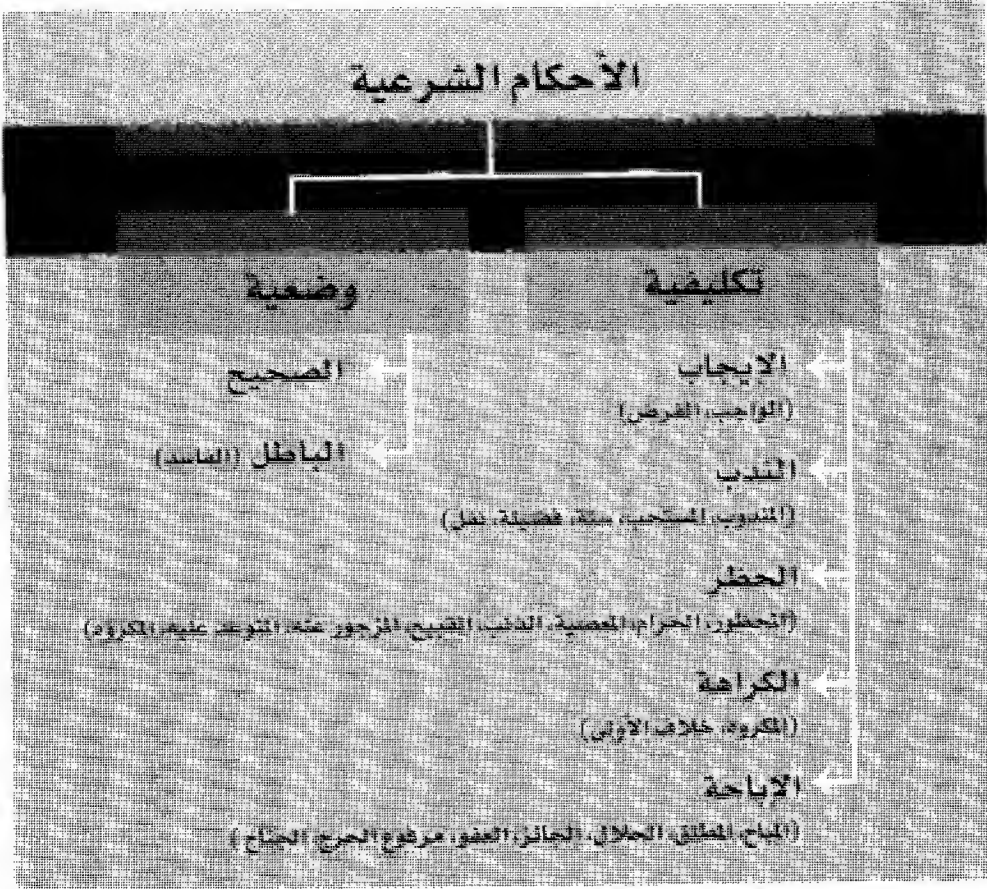 الأحكام الشرعية
تكليفية
الايجاب
(الواجب، الفرض)
الندب
(المندوب، المستحب، سنة، فضيلة، نفل)
الحظر
(المحظور، الحرام، المعصية، الذنب، القبيح، المزجور عنه، المتوعد عليه، المكروه)
الكراهة
(المكروه، خلاف الأولى)
الاباحة
(المباح، المطلق، الحلال، الجائز، العفو، مرفوع الحرج، الجناح)
وضعية
الصحيح
الباطل (الفاسد)